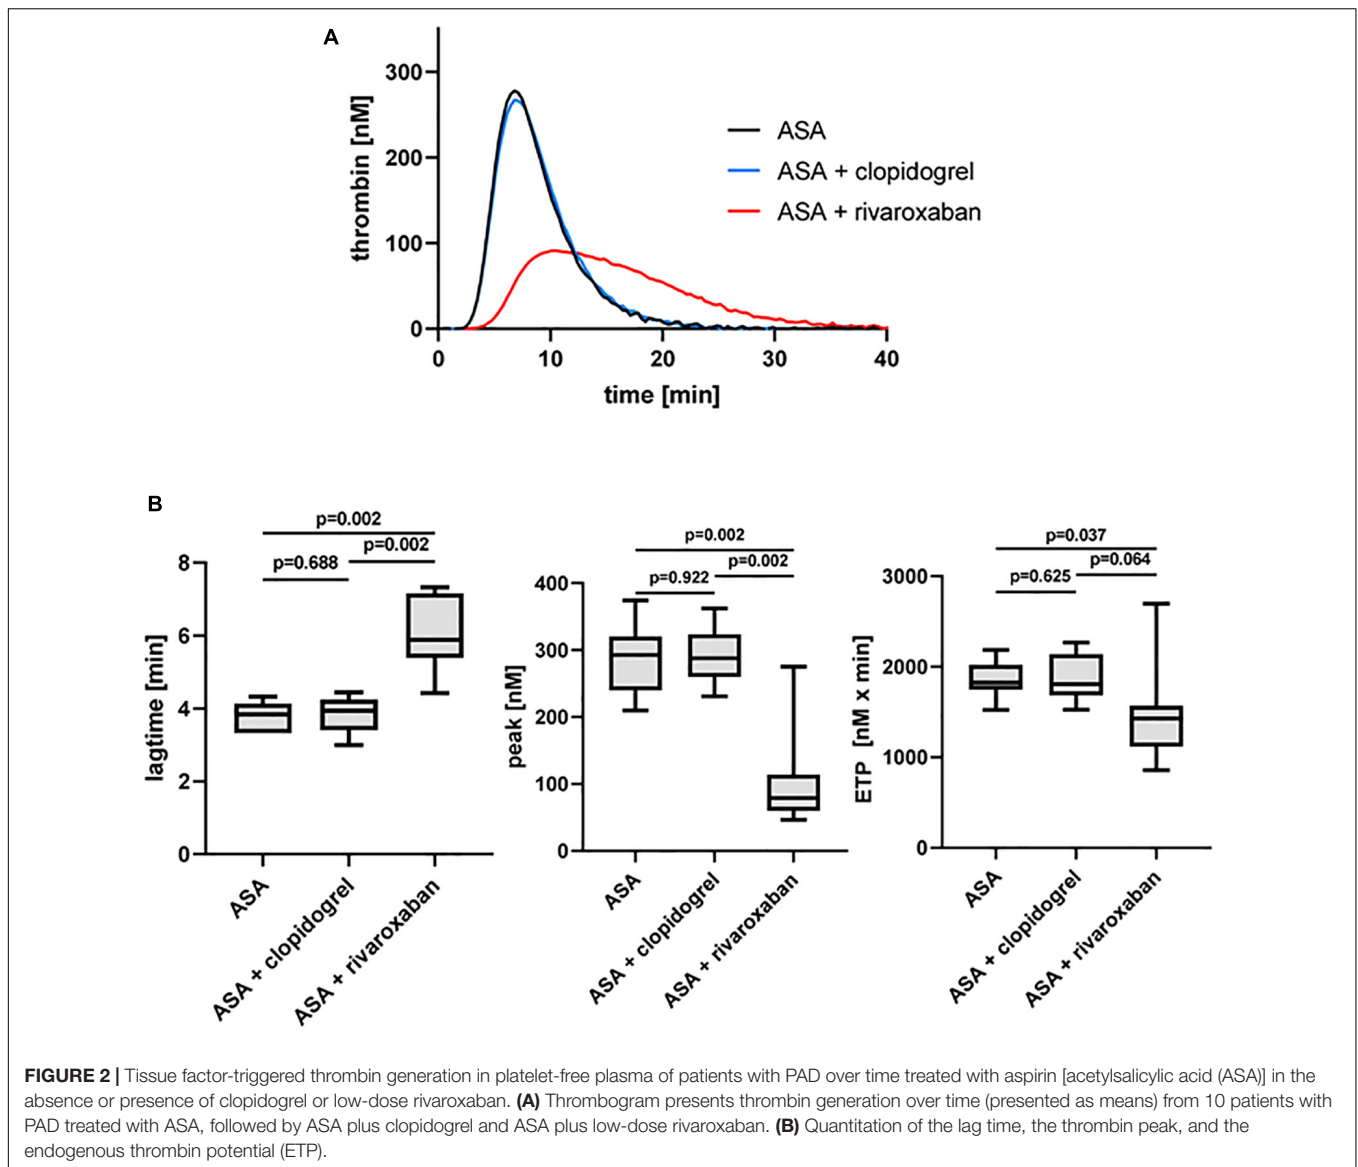 A
300
200
100
0
thrombin [nM]
0 10 20 30 40
time [min]
ASA
ASA + clopidogrel
ASA + rivaroxaban
B
p=0.002
p=0.688
p=0.002
8
6
4
2
0
lagtime [min]
ASA
ASA + clopidogrel
ASA + rivaroxaban
p=0.002
p=0.922
p=0.002
400
300
200
100
0
peak [nM]
ASA
ASA + clopidogrel
ASA + rivaroxaban
p=0.037
p=0.625
p=0.064
3000
2000
1000
0
ETP [nM x min]
ASA
ASA + clopidogrel
ASA + rivaroxaban
FIGURE 2 | Tissue factor-triggered thrombin generation in platelet-free plasma of patients with PAD over time treated with aspirin [acetylsalicylic acid (ASA)] in the
absence or presence of clopidogrel or low-dose rivaroxaban. (A) Thrombogram presents thrombin generation over time (presented as means) from 10 patients with
PAD treated with ASA, followed by ASA plus clopidogrel and ASA plus low-dose rivaroxaban. (B) Quantitation of the lag time, the thrombin peak, and the
endogenous thrombin potential (ETP).